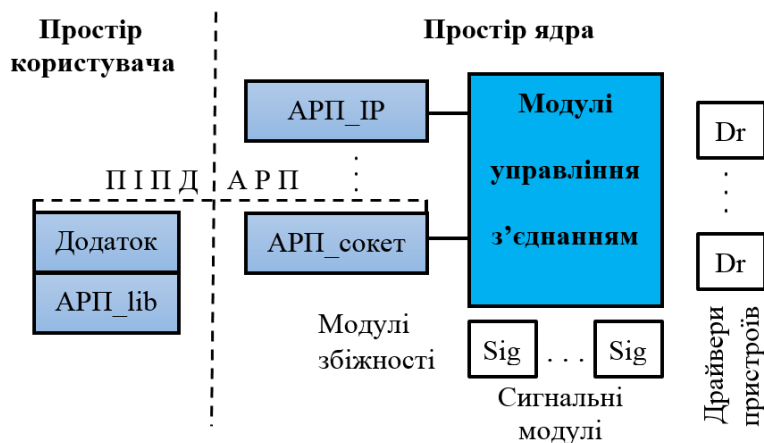 Простір
користувача
Простір ядра
АРП_IP
Модулі
управління
з’єднанням
Dr
П І П Д
А Р П
Додаток
АРП_lib
АРП_сокет
Dr
Модулі
збіжності
Sig . . . Sig
Сигнальні
модулі
Драйвери
пристроїв